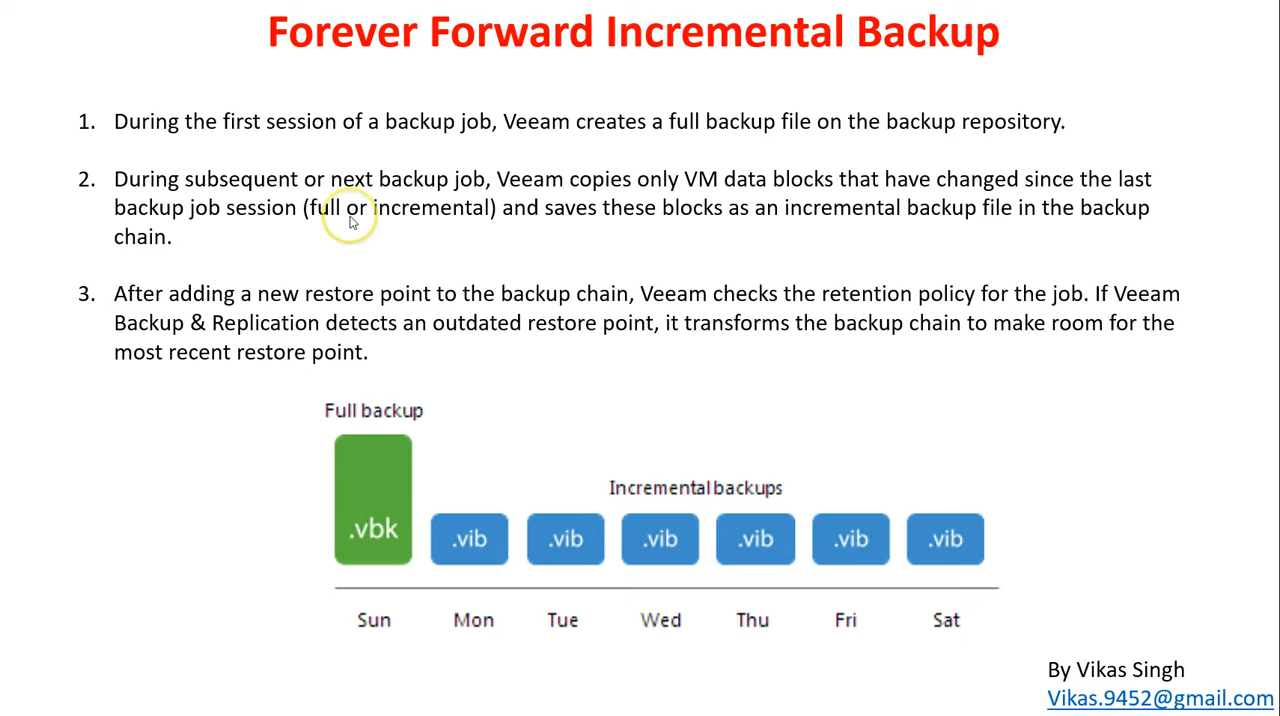 Forever Forward Incremental Backup
1. During the first session of a backup job, Veeam creates a full backup file on the backup repository.
2. During subsequent or next backup job, Veeam copies only VM data blocks that have changed since the last
backup job session (full or incremental) and saves these blocks as an incremental backup file in the backup
chain.
3. After adding a new restore point to the backup chain, Veeam checks the retention policy for the job. If Veeam
Backup & Replication detects an outdated restore point, it transforms the backup chain to make room for the
most recent restore point.
Full backup
Incremental backups
.vbk .vib .vib .vib .vib .vib .vib
Sun Mon Tue Wed Thu Fri Sat
By Vikas Singh
Vikas.9452@gmail.com